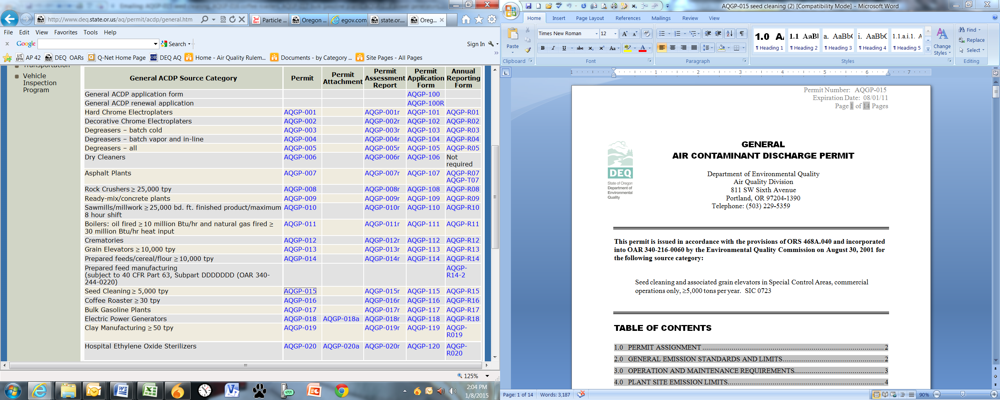 http://www.deq.state.or.us/aq/permit/acdp/general.htm
Particle ...
Oregon ...
egov.com
state.or....
Oreg...
File Edit View Favorites Tools Help
Google
Search
Sign In
AP 42
DEQ OARs
Q-Net Home Page
DEQ AQ
Home - Air Quality Rulem...
Documents - by Category ...
Site Pages - All Pages
Transportation
Vehicle
Inspection
Program
General ACDP Source Category Permit Permit Attachment Permit Assessment Report Permit Application Form Annual Reporting Form
General ACDP application form AQGP-100
General ACDP renewal application AQGP-100R
Hard Chrome Electroplaters AQGP-001 AQGP-001r AQGP-101 AQGP-R01
Decorative Chrome Electroplaters AQGP-002 AQGP-002r AQGP-102 AQGP-R02
Degreasers – batch cold AQGP-003 AQGP-003r AQGP-103 AQGP-R03
Degreasers – batch vapor and in-line AQGP-004 AQGP-004r AQGP-104 AQGP-R04
Degreasers – all AQGP-005 AQGP-005r AQGP-105 AQGP-R05
Dry Cleaners AQGP-006 AQGP-006r AQGP-106 Not required
Asphalt Plants AQGP-007 AQGP-007r AQGP-107 AQGP-R07 AQGP-T07
Rock Crushers ≥ 25,000 tpy AQGP-008 AQGP-008r AQGP-108 AQGP-R08
Ready-mix/concrete plants AQGP-009 AQGP-009r AQGP-109 AQGP-R09
Sawmills/millwork ≥ 25,000 bd. ft. finished product/maximum AQGP-010 AQGP-010r AQGP-110 AQGP-R10
8 hour shift
Boilers: oil fired ≥ 10 million Btu/hr and natural gas fired ≥ AQGP-011 AQGP-011r AQGP-111 AQGP-R11
30 million Btu/hr heat input
Crematories AQGP-012 AQGP-012r AQGP-112 AQGP-R12
Grain Elevators ≥ 10,000 tpy AQGP-013 AQGP-013r AQGP-113 AQGP-R13
Prepared feeds/cereal/flour ≥ 10,000 tpy AQGP-014 AQGP-014r AQGP-114 AQGP-R14
Prepared feed manufacturing AQGP-
(subject to 40 CFR Part 63, Subpart DDDDDDD (OAR 340- R14-2
244-0220)
Seed Cleaning ≥ 5,000 tpy AQGP-015 AQGP-015r AQGP-115 AQGP-R15
Coffee Roaster ≥ 30 tpy AQGP-016 AQGP-016r AQGP-116 AQGP-R16
Bulk Gasoline Plants AQGP-017 AQGP-017r AQGP-117 AQGP-R17
Electric Power Generators AQGP-018 AQGP-018a AQGP-018r AQGP-118 AQGP-R18
Clay Manufacturing ≥ 50 tpy AQGP-019 AQGP-019r AQGP-119 AQGP-
R019
Hospital Ethylene Oxide Sterilizers AQGP-020 AQGP-020a AQGP-020r AQGP-120 AQGP-
R020
125%
2:04 PM
1/8/2015
AQGP-015 seed cleaning (2) [Compatibility Mode] - Microsoft Word
Home Insert Page Layout References Mailings Review View
Paste
Clipboard
Times New Roman 12
Font
Paragraph
1.0 A
1.1 AaBl
a. AaBbC
i. AaBbC
1.1.a.i.1. A
¶ Heading 1 ¶ Heading 2 ¶ Heading 3 ¶ Heading 4 ¶ Heading 5
Styles
Change
Styles
Find
Replace
Select
Editing
1 1 2 3 4 5 6 7
Permit Number: AQGP-015
Expiration Date: 08/01/11
Page 1 of 14 Pages
GENERAL
AIR CONTAMINANT DISCHARGE PERMIT
DEQ
State of Oregon
Department of
Environmental
Quality
Department of Environmental Quality
Air Quality Division
811 SW Sixth Avenue
Portland, OR 97204-1390
Telephone: (503) 229-5359
This permit is issued in accordance with the provisions of ORS 468A.040 and incorporated
into OAR 340-216-0060 by the Environmental Quality Commission on August 30, 2001 for
the following source category:
Seed cleaning and associated grain elevators in Special Control Areas, commercial
operations only, ≥5,000 tons per year. SIC 0723
TABLE OF CONTENTS
1.0 PERMIT ASSIGNMENT ........ 2
2.0 GENERAL EMISSION STANDARDS AND LIMITS ........ 2
3.0 OPERATION AND MAINTENANCE REQUIREMENTS ........ 3
4.0 PLANT SITE EMISSION LIMITS ........ 4
Page: 1 of 14 Words: 3,187
90%